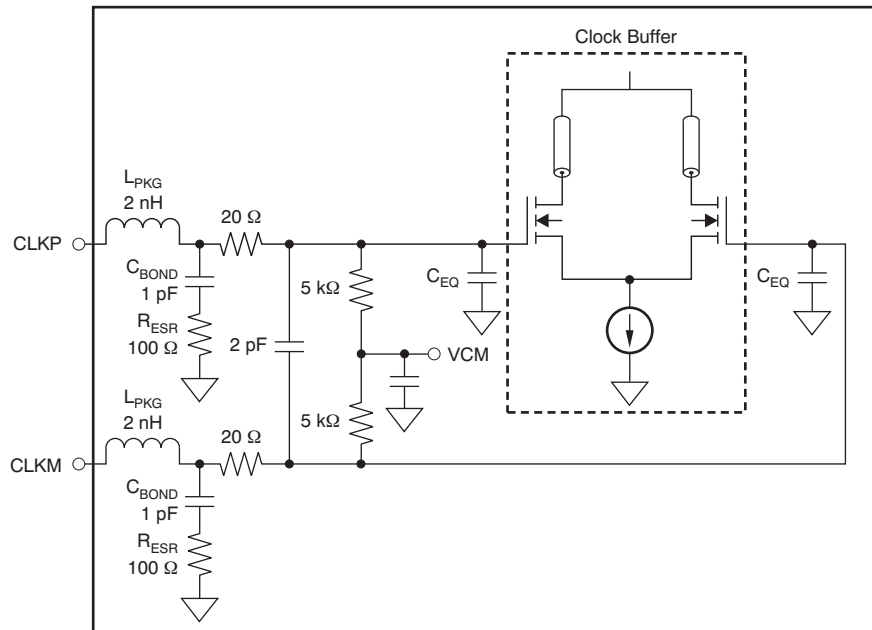 Clock Buffer
L_PKG
2 nH
20 Ω
CLKP
C_BOND
1 pF
R_ESR
100 Ω
5 kΩ
C_EQ
C_EQ
2 pF
VCM
L_PKG
2 nH
20 Ω
5 kΩ
CLKM
C_BOND
1 pF
R_ESR
100 Ω